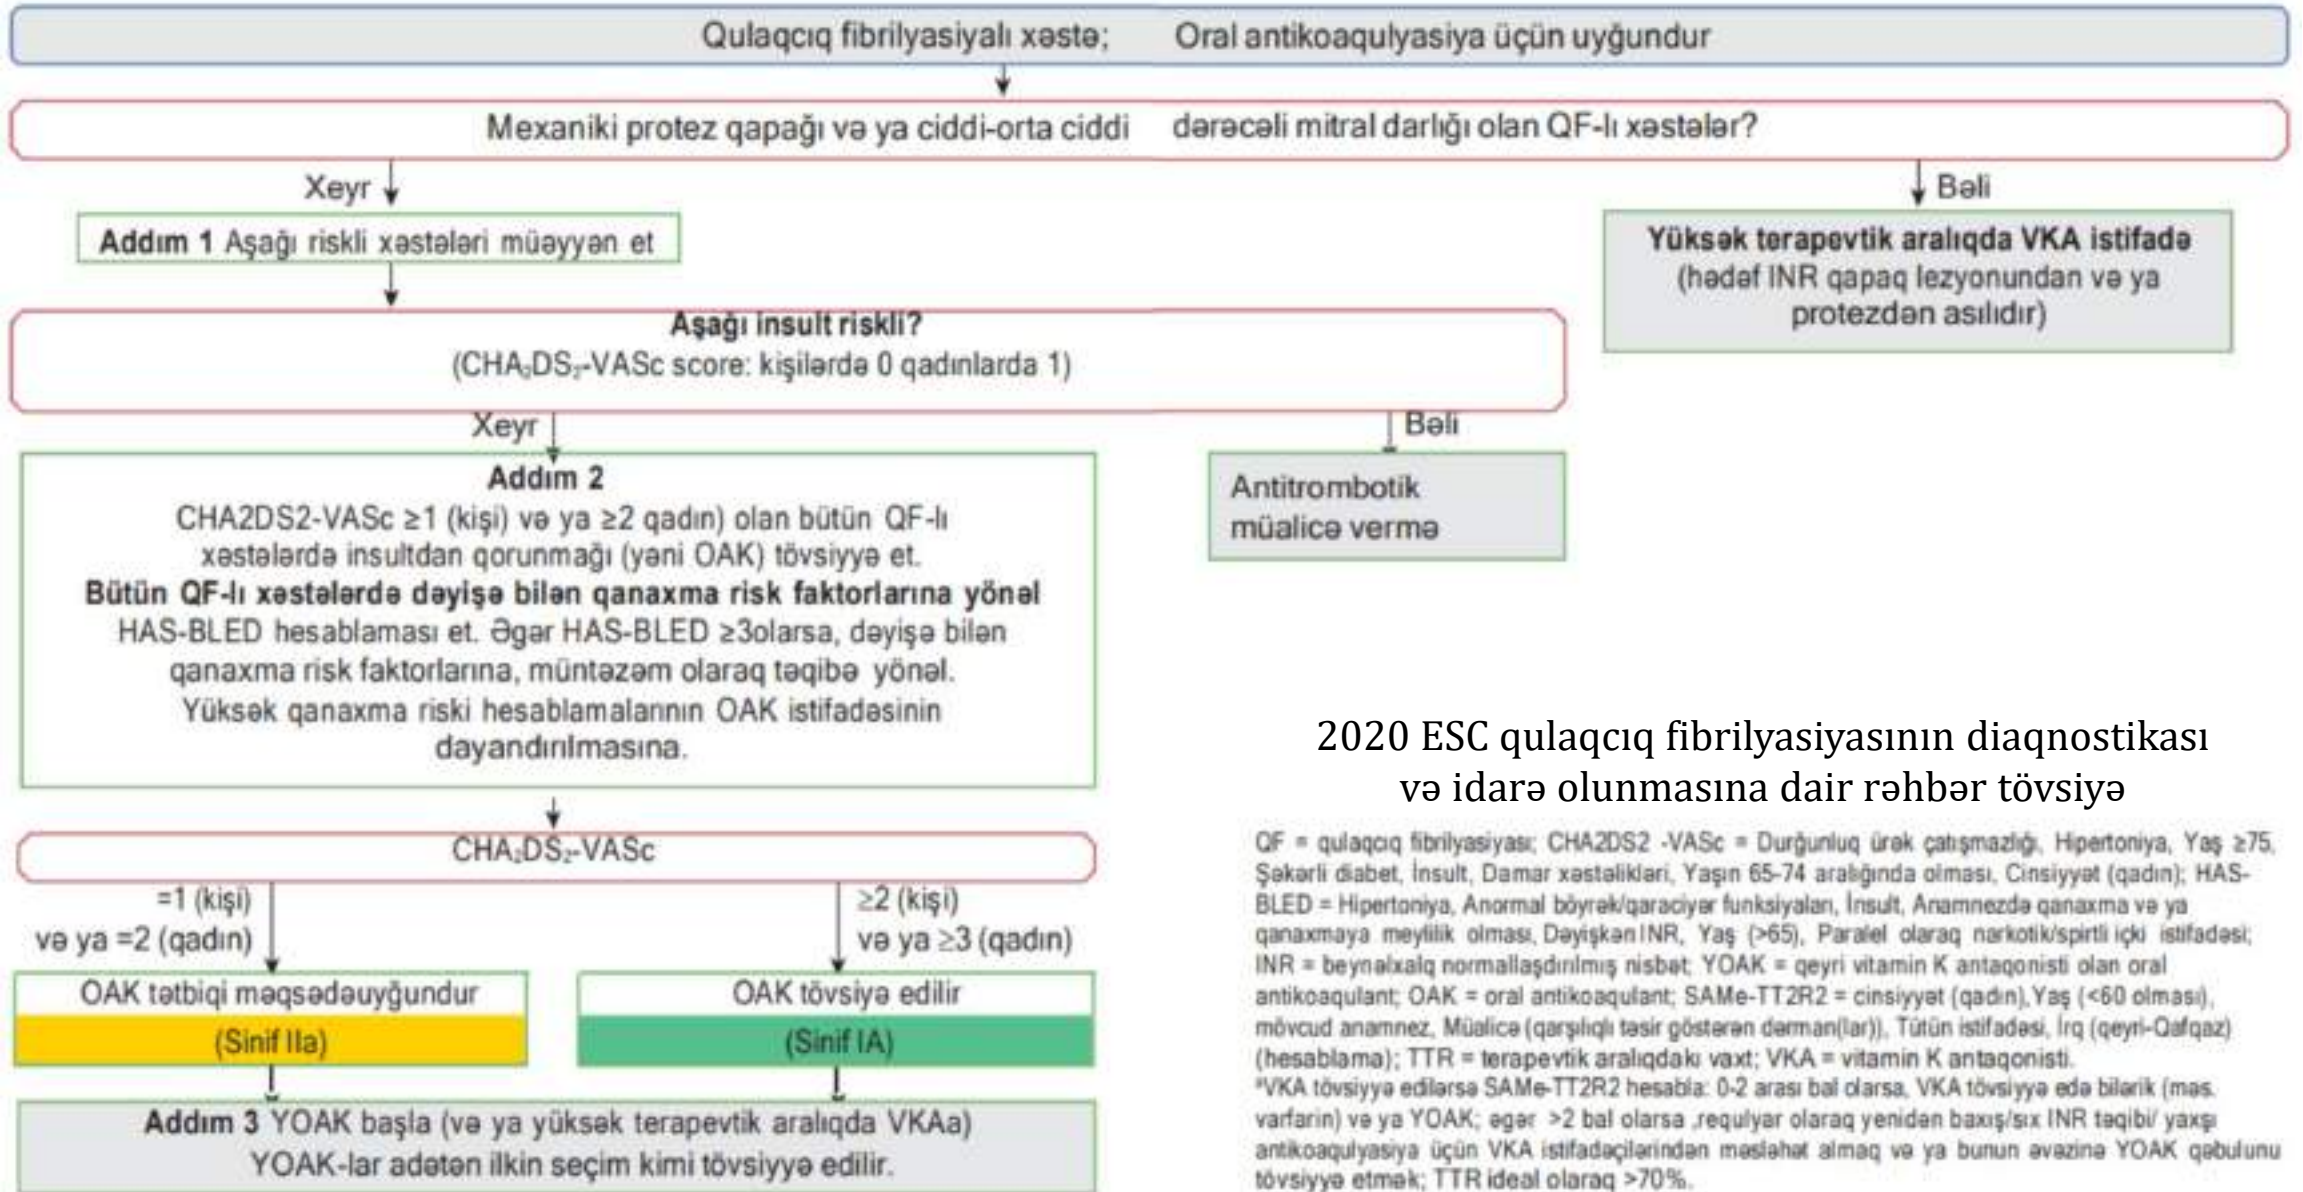 Qulaqcıq fibrilyasiyalı xəstə; Oral antikoaqulyasiya üçün uyğundur
Mexaniki protez qapağı və ya ciddi-orta ciddi dərəcəli mitral darlığı olan QF-lı xəstələr?
Xeyr
Bəli
Addım 1 Aşağı riskli xəstələri müəyyən et
Yüksək terapevtik aralıqda VKA istifadə
(hədəf INR qapaq lezyonundan və ya
protezdən asılıdır)
Aşağı insult riskli?
(CHA₂DS₂-VASc score: kişilərdə 0 qadınlarda 1)
Xeyr
Bəli
Addım 2
CHA2DS2-VASc ≥1 (kişi) və ya ≥2 qadın) olan bütün QF-lı
xəstələrdə insultdan qorunmağı (yəni OAK) tövsiyyə et.
Bütün QF-lı xəstələrdə dəyişə bilən qanaxma risk faktorlarına yönəl
HAS-BLED hesablaması et. Əgər HAS-BLED ≥3olarsa, dəyişə bilən
qanaxma risk faktorlarına, müntəzəm olaraq təqibə yönəl.
Yüksək qanaxma riski hesablamalarının OAK istifadəsinin
dayandırılmasına.
Antitrombotik
müalicə vermə
CHA₂DS₂-VASc
=1 (kişi)
və ya =2 (qadın)
≥2 (kişi)
və ya ≥3 (qadın)
OAK tətbiqi məqsədəuyğundur
(Sinif IIa)
OAK tövsiyə edilir
(Sinif IA)
Addım 3 YOAK başla (və ya yüksək terapevtik aralıqda VKAa)
YOAK-lar adətən ilkin seçim kimi tövsiyyə edilir.
2020 ESC qulaqcıq fibrilyasiyasının diaqnostikası
və idarə olunmasına dair rəhbər tövsiyə
QF = qulaqcıq fibrilyasiyası; CHA2DS2 -VASc = Durğunluq ürək çatışmazlığı, Hipertoniya, Yaş ≥75,
Şəkərli diabet, İnsult, Damar xəstəlikləri, Yaşın 65-74 aralığında olması, Cinsiyyət (qadın); HAS-
BLED = Hipertoniya, Anormal böyrək/qaraciyər funksiyaları, İnsult, Anamnezdə qanaxma və ya
qanaxmaya meylilik olması, Dəyişkən INR, Yaş (>65), Paralel olaraq narkotik/spirtli içki istifadəsi;
INR = beynəlxalq normallaşdırılmış nisbət; YOAK = qeyri vitamin K antaqonisti olan oral
antikoaqulant; OAK = oral antikoaqulant; SAMe-TT2R2 = cinsiyyət (qadın),Yaş (<60 olması),
mövcud anamnez, Müalicə (qarşılıqlı təsir göstərən dərman(lar)), Tütün istifadəsi, İrq (qeyri-Qafqaz)
(hesablama); TTR = terapevtik aralıqdakı vaxt; VKA = vitamin K antaqonisti.
ªVKA tövsiyyə edilərsə SAMe-TT2R2 hesabla: 0-2 arası bal olarsa, VKA tövsiyyə edə bilərik (məs.
varfarin) və ya YOAK; əgər >2 bal olarsa ,requlyar olaraq yenidən baxış/sıx INR təqibi/ yaxşı
antikoaqulyasiya üçün VKA istifadəçilərindən məsləhət almaq və ya bunun əvəzinə YOAK qəbulunu
tövsiyyə etmək; TTR ideal olaraq >70%.